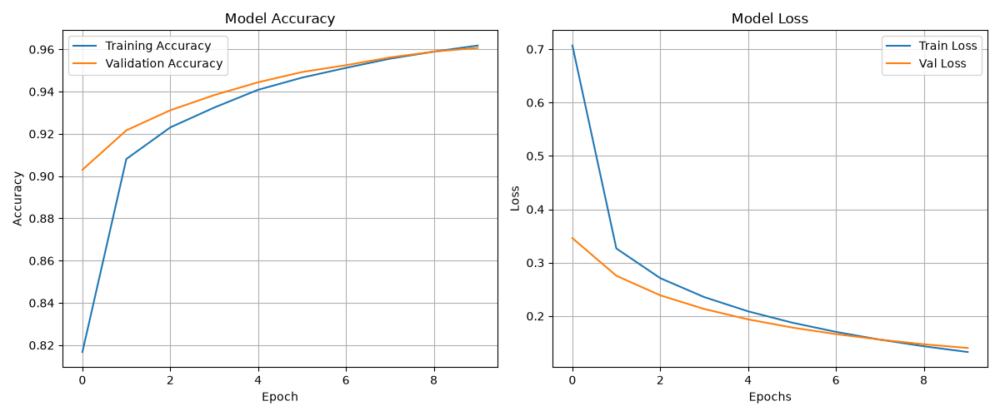 Model Accuracy
Training Accuracy
Validation Accuracy
0.96
0.94
0.92
0.90
0.88
0.86
0.84
0.82
Accuracy
0 2 4 6 8
Epoch
Model Loss
Train Loss
Val Loss
0.7
0.6
0.5
0.4
0.3
0.2
Loss
0 2 4 6 8
Epochs